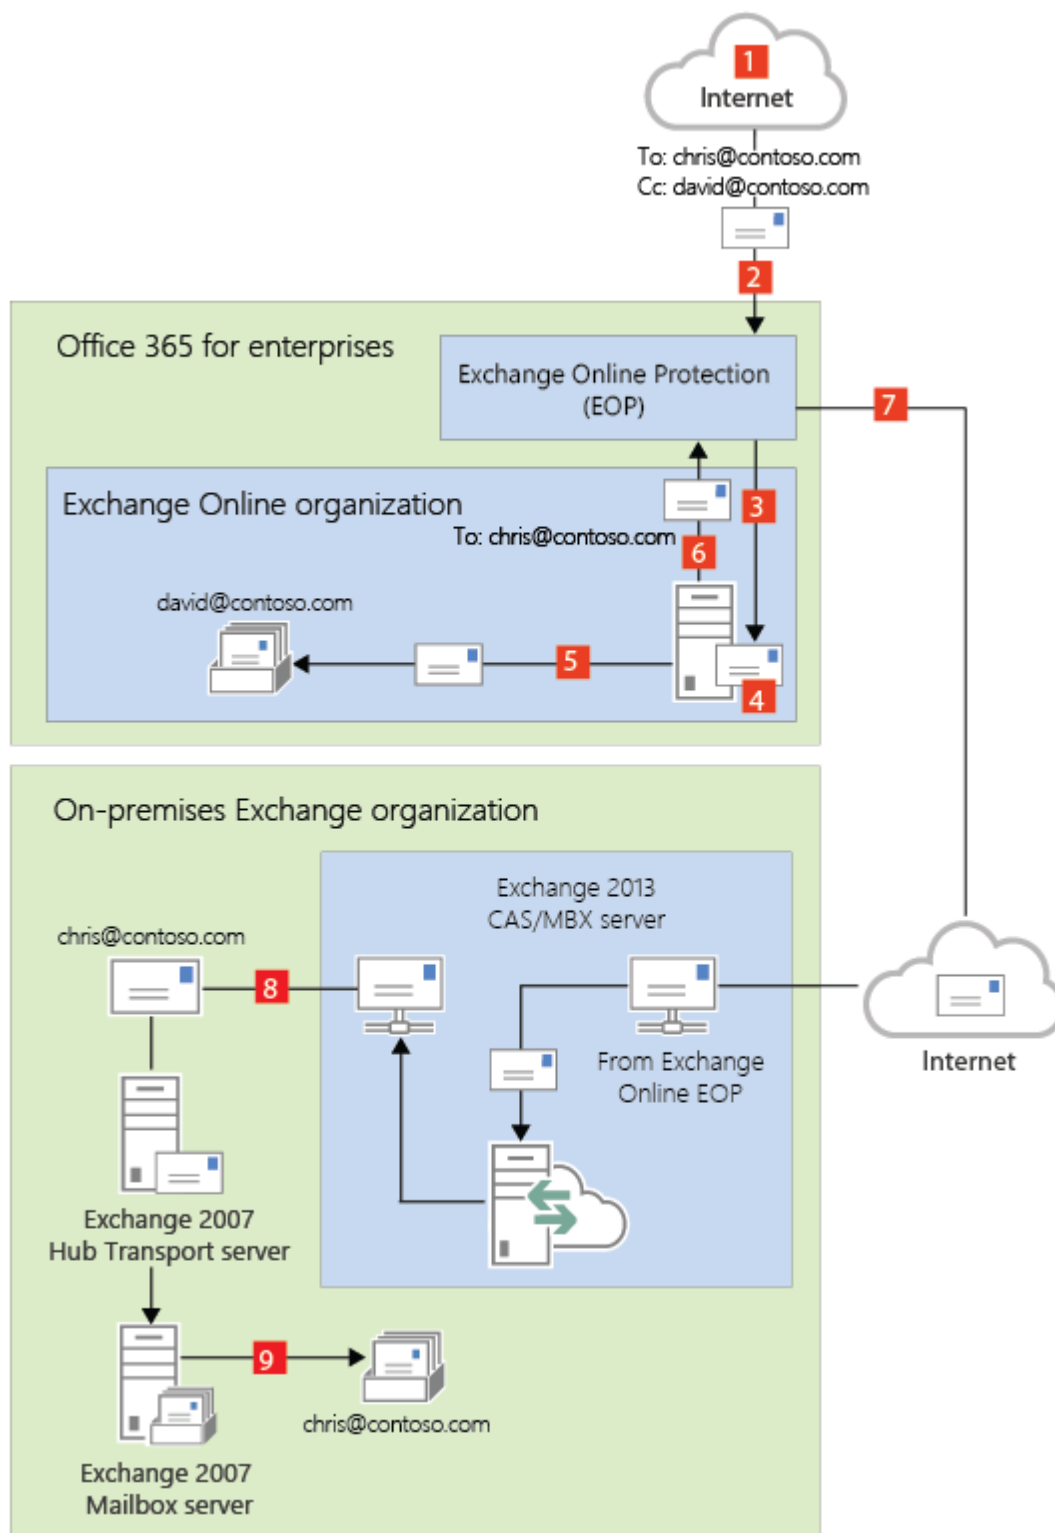 1
Internet
To: chris@contoso.com
Cc: david@contoso.com
2
Office 365 for enterprises
Exchange Online Protection
(EOP)
7
Exchange Online organization
3
To: chris@contoso.com
6
david@contoso.com
5
4
On-premises Exchange organization
Exchange 2013
CAS/MBX server
chris@contoso.com
8
From Exchange
Online EOP
Internet
Exchange 2007
Hub Transport server
9
chris@contoso.com
Exchange 2007
Mailbox server